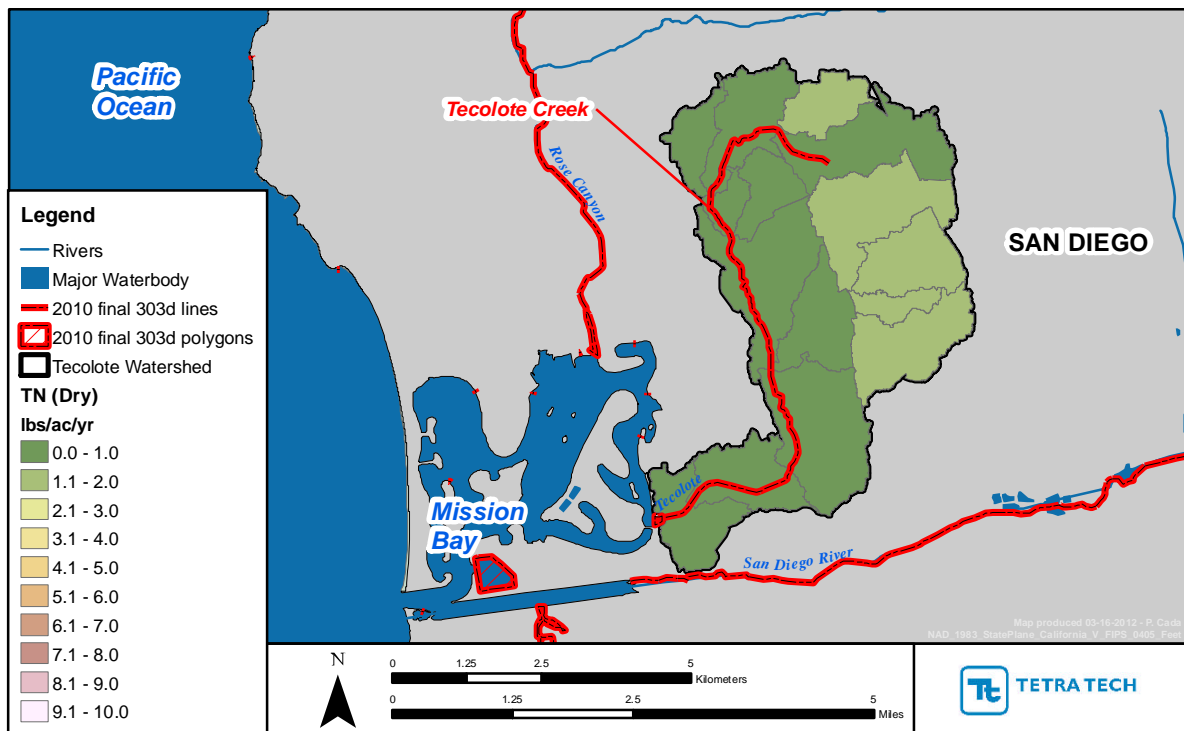 Pacific
Ocean
Tecolote Creek
Rose Canyon
SAN DIEGO
Legend
Rivers
Major Waterbody
2010 final 303d lines
2010 final 303d polygons
Tecolote Watershed
TN (Dry)
lbs/ac/yr
0.0 - 1.0
1.1 - 2.0
2.1 - 3.0
3.1 - 4.0
4.1 - 5.0
5.1 - 6.0
6.1 - 7.0
7.1 - 8.0
8.1 - 9.0
9.1 - 10.0
Mission
Bay
Tecolote
San Diego River
Map produced 03-16-2012 - P. Cada
NAD_1983_StatePlane_California_V_FIPS_0405_Feet
N
0 1.25 2.5 5
Kilometers
0 1.25 2.5 5
Miles
Tt TETRA TECH